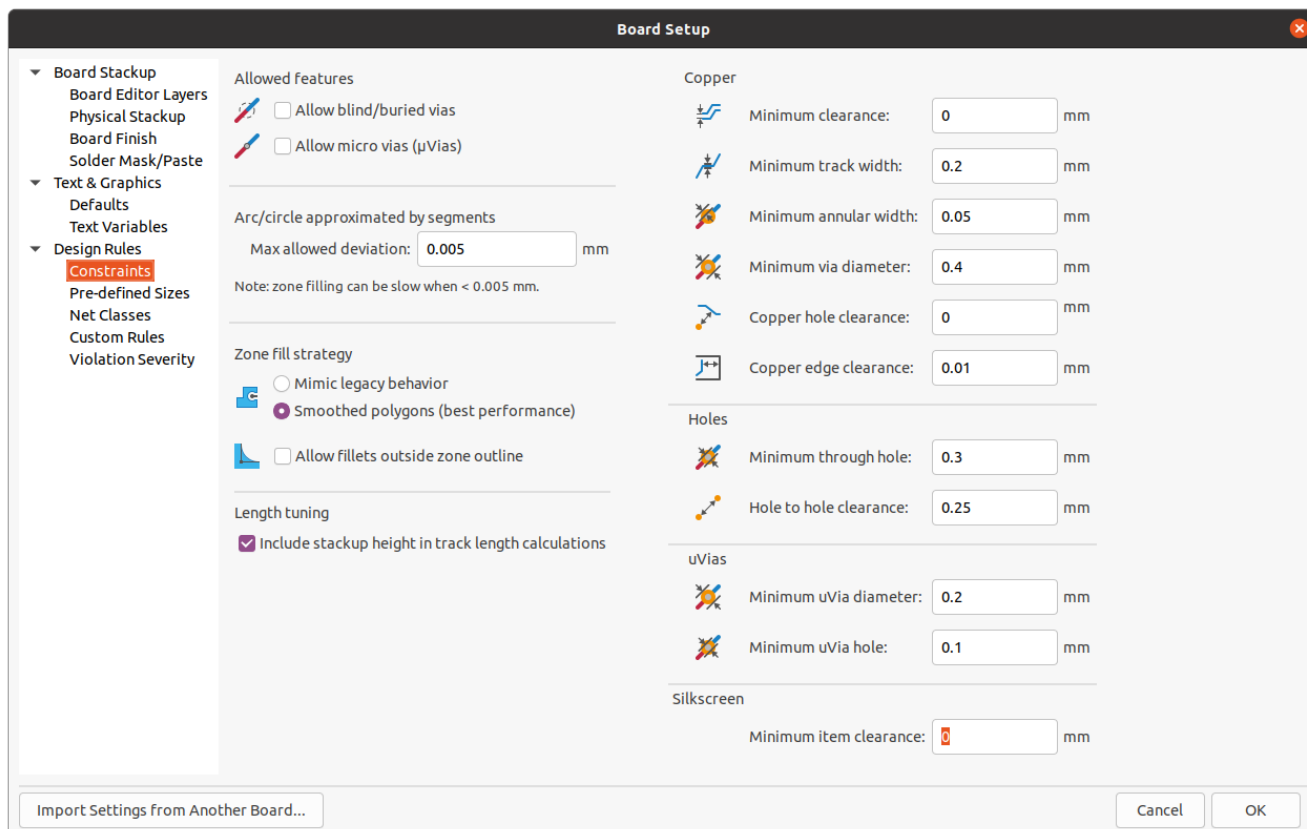 Board Setup
Board Stackup
Board Editor Layers
Physical Stackup
Board Finish
Solder Mask/Paste
Text & Graphics
Defaults
Text Variables
Design Rules
Constraints
Pre-defined Sizes
Net Classes
Custom Rules
Violation Severity
Allowed features
Allow blind/buried vias
Allow micro vias (µVias)
Arc/circle approximated by segments
Max allowed deviation: 0.005 mm
Note: zone filling can be slow when < 0.005 mm.
Zone fill strategy
Mimic legacy behavior
Smoothed polygons (best performance)
Allow fillets outside zone outline
Length tuning
Include stackup height in track length calculations
Copper
Minimum clearance: 0 mm
Minimum track width: 0.2 mm
Minimum annular width: 0.05 mm
Minimum via diameter: 0.4 mm
Copper hole clearance: 0 mm
Copper edge clearance: 0.01 mm
Holes
Minimum through hole: 0.3 mm
Hole to hole clearance: 0.25 mm
uVias
Minimum uVia diameter: 0.2 mm
Minimum uVia hole: 0.1 mm
Silkscreen
Minimum item clearance: 0 mm
Import Settings from Another Board...
Cancel
OK